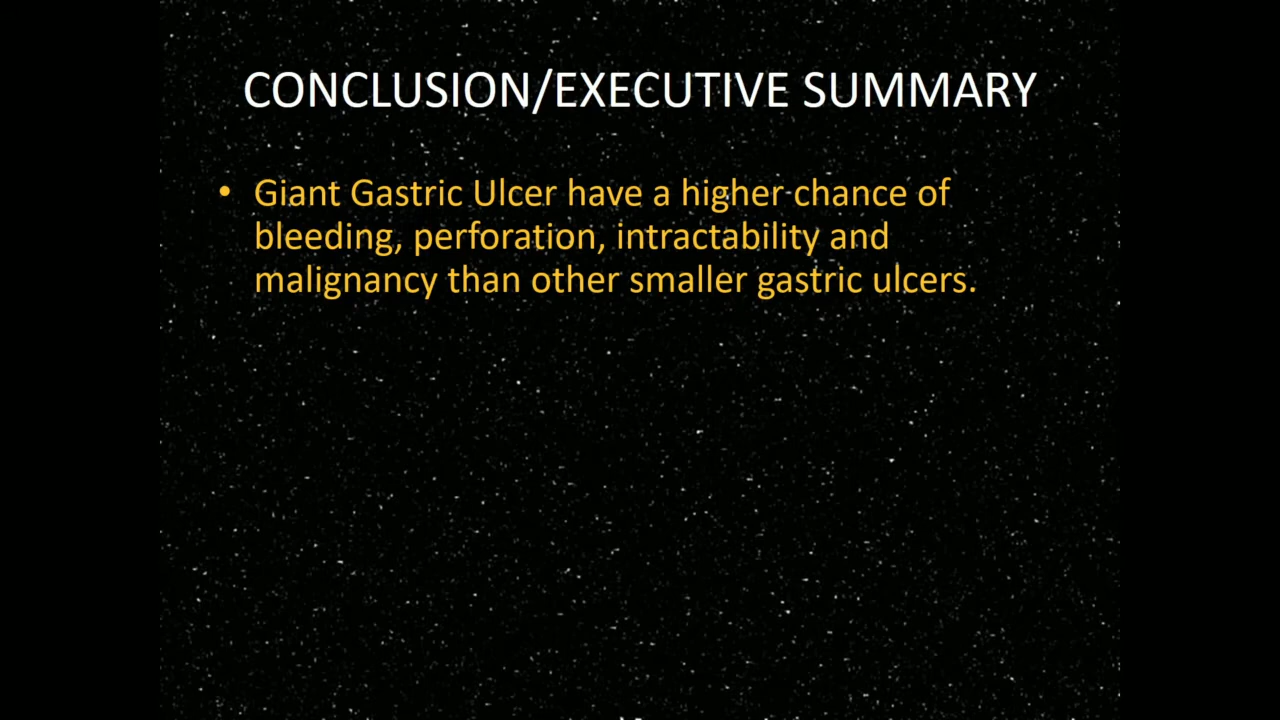 CONCLUSION/EXECUTIVE SUMMARY
• Giant Gastric Ulcer have a higher chance of
bleeding, perforation, intractability and
malignancy than other smaller gastric ulcers.